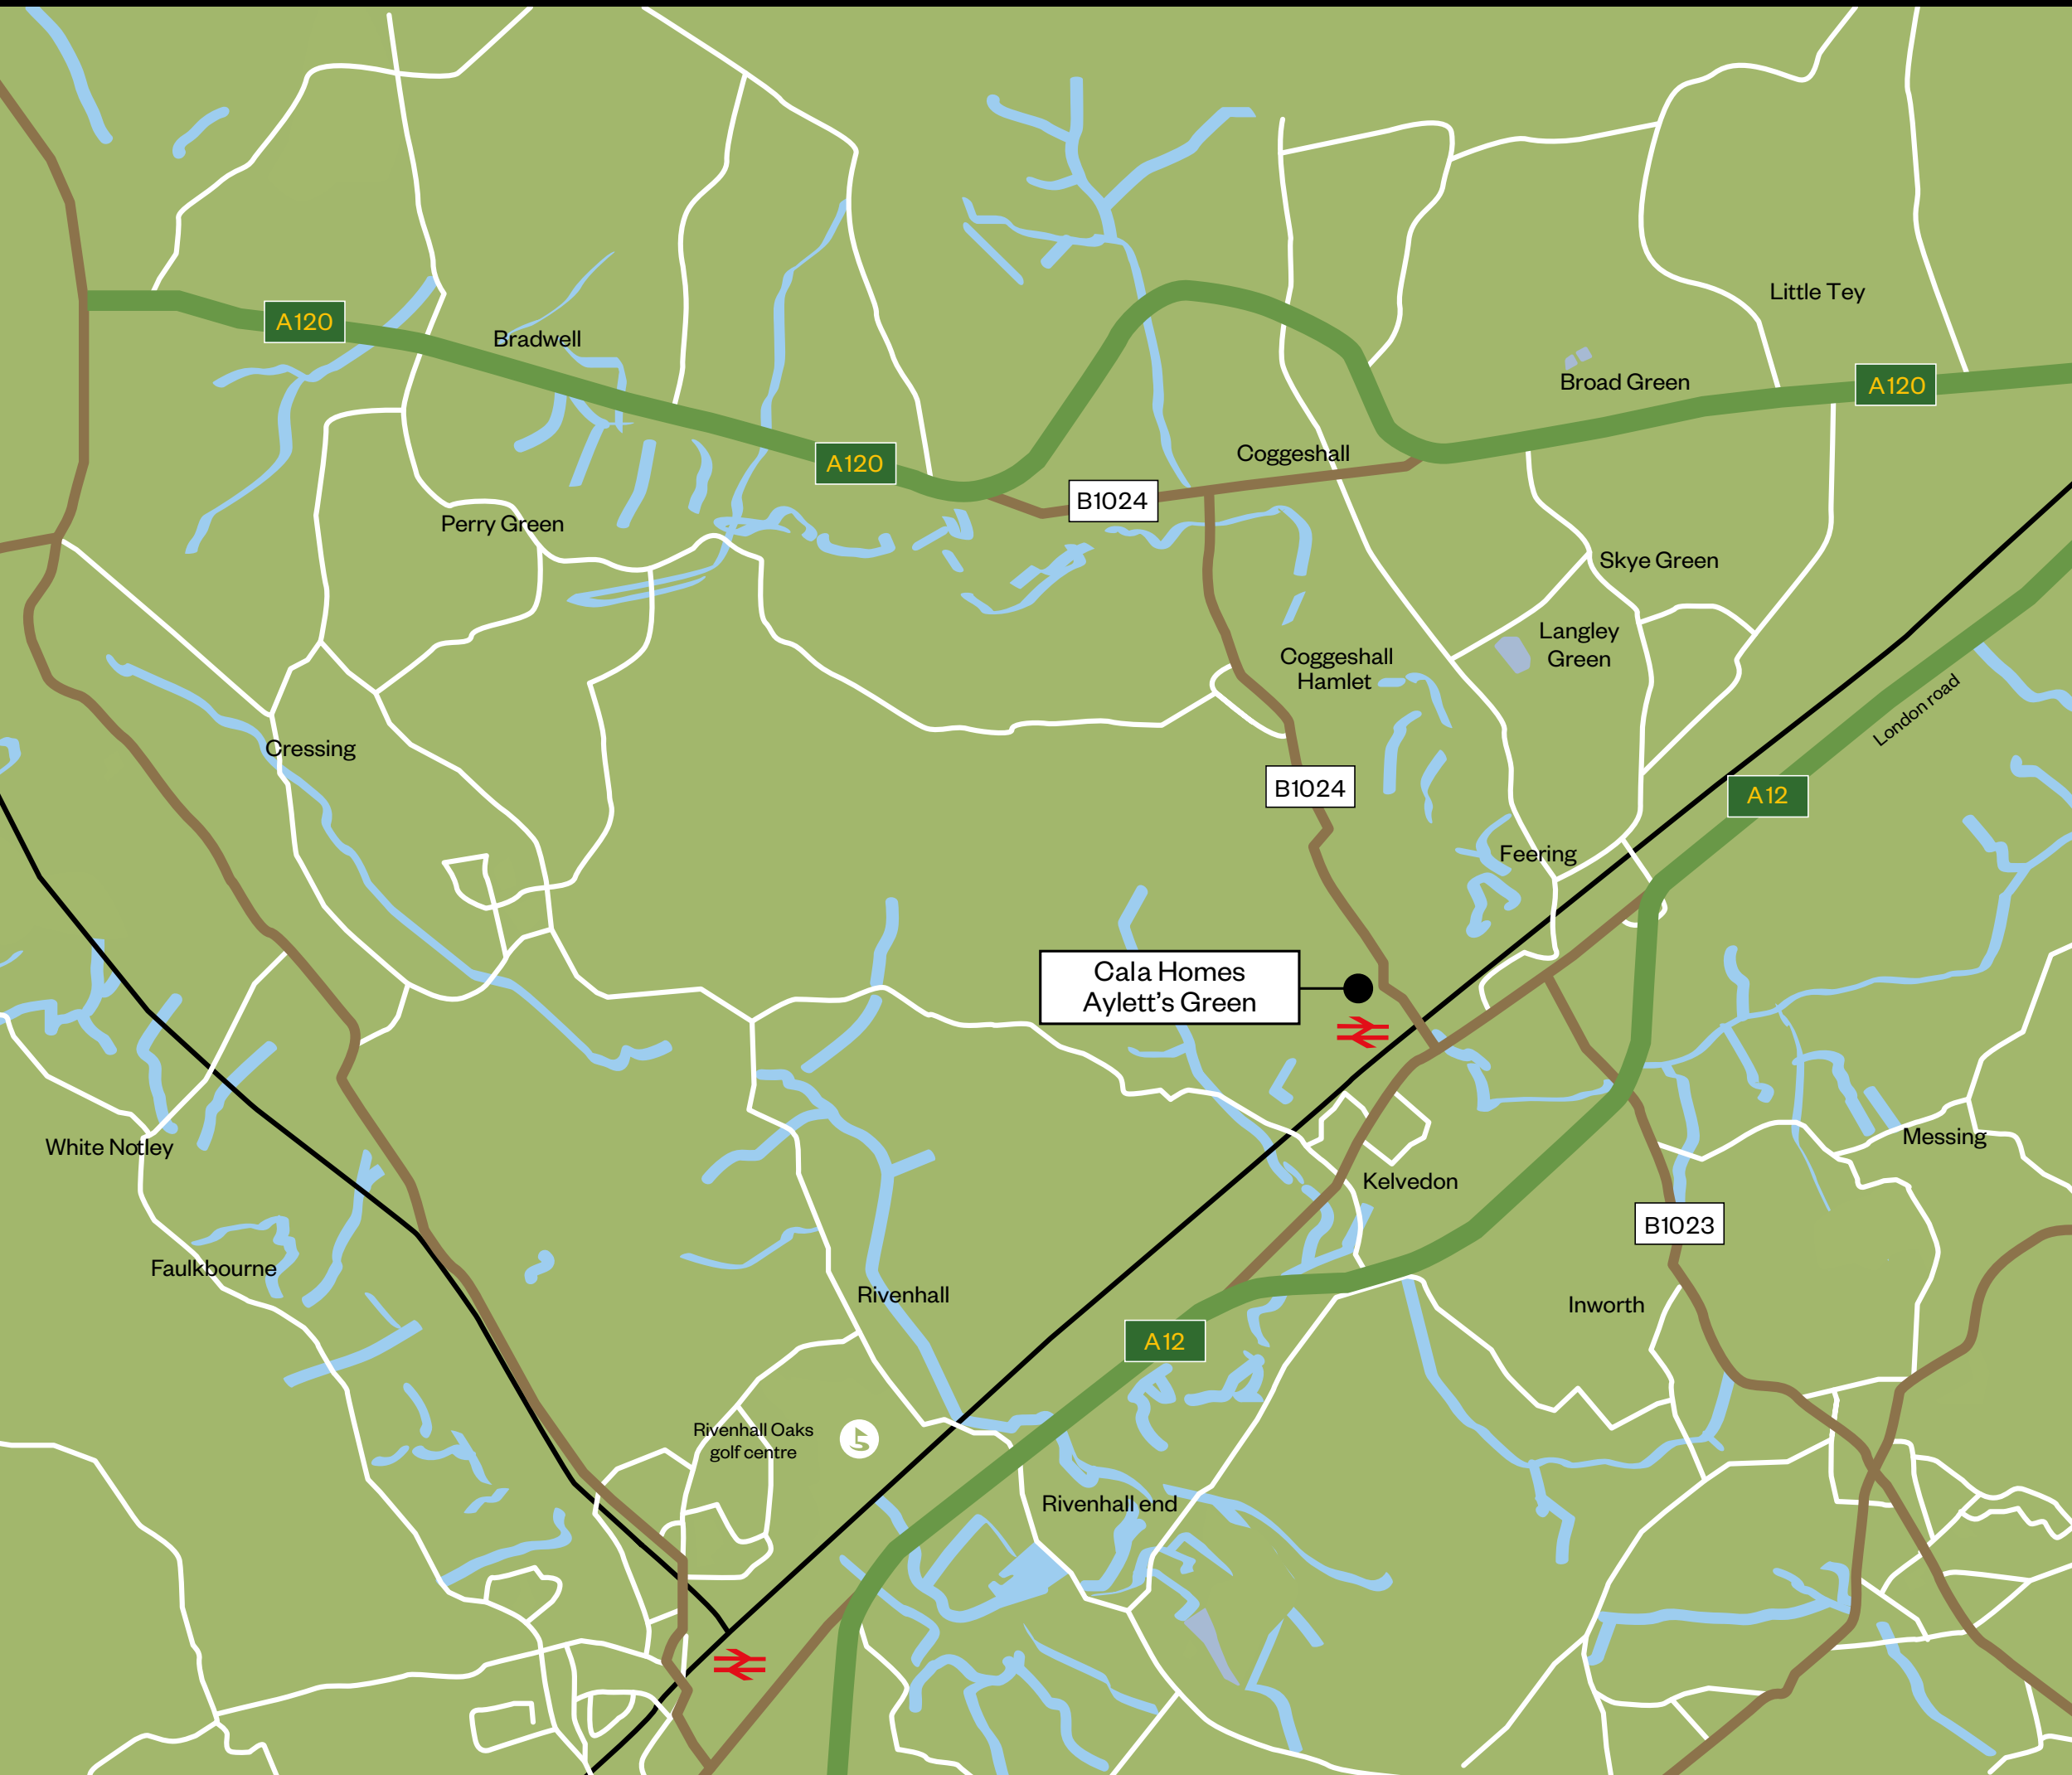 Little Tey
A120
Bradwell
Broad Green
A120
Coggeshall
A120
B1024
Perry Green
Skye Green
Langley
Green
Coggeshall
Hamlet
London road
Cressing
B1024
A12
Feering
Cala Homes
Aylett's Green
White Notley
Messing
Kelvedon
B1023
Faulkbourne
Rivenhall
Inworth
A12
Rivenhall Oaks
golf centre
Rivenhall end